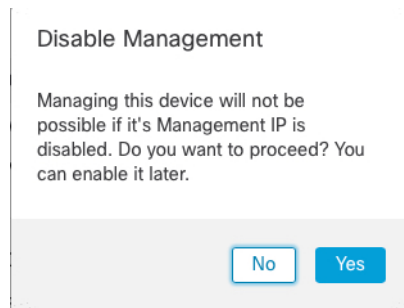 Disable Management
Managing this device will not be
possible if it's Management IP is
disabled. Do you want to proceed? You
can enable it later.
No
Yes